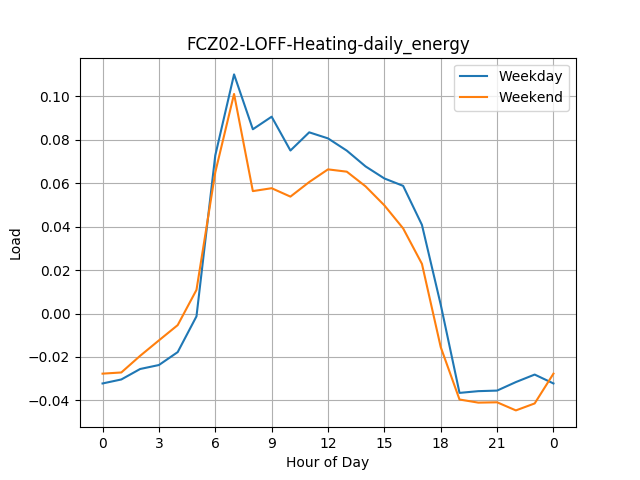 FCZ02-LOFF-Heating-daily_energy
Weekday
Weekend
0.10
0.08
0.06
0.04
0.02
0.00
−0.02
−0.04
Load
0 3 6 9 12 15 18 21 0
Hour of Day